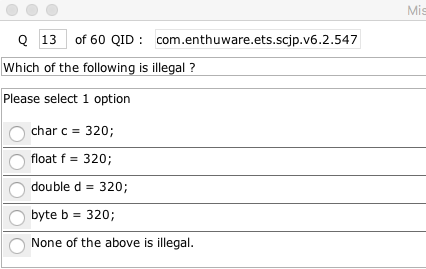 Mis
Q 13 of 60 QID : com.enthuware.ets.scjp.v6.2.547
Which of the following is illegal ?
Please select 1 option
char c = 320;
float f = 320;
double d = 320;
byte b = 320;
None of the above is illegal.